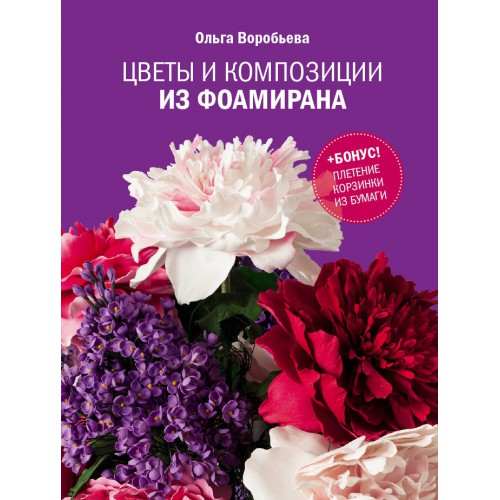 Ольга Воробьева
ЦВЕТЫ И КОМПОЗИЦИИ
ИЗ ФОАМИРАНА
+БОНУС!
ПЛЕТЕНИЕ
КОРЗИНКИ
ИЗ БУМАГИ